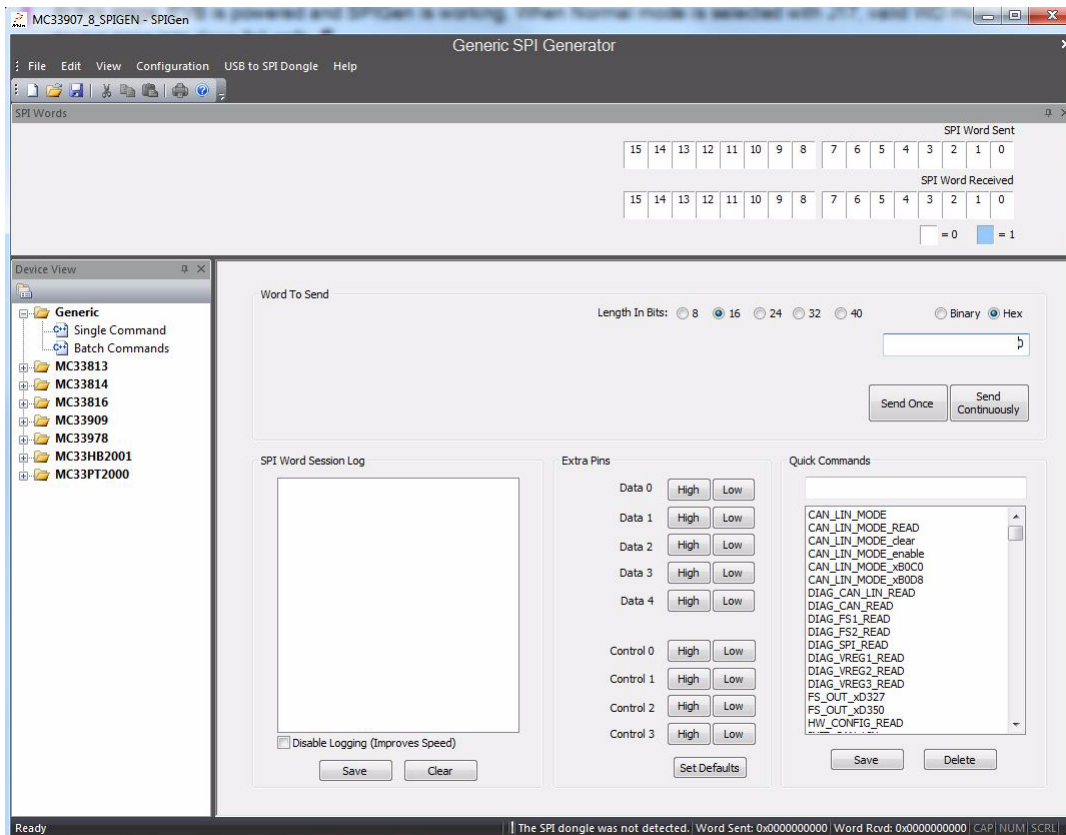 MC33907_8_SPIGEN - SPIGen
Generic SPI Generator
File Edit View Configuration USB to SPI Dongle Help
SPI Words
SPI Word Sent
15 14 13 12 11 10 9 8 7 6 5 4 3 2 1 0
SPI Word Received
15 14 13 12 11 10 9 8 7 6 5 4 3 2 1 0
= 0 = 1
Device View
Generic
Single Command
Batch Commands
MC33813
MC33814
MC33816
MC33909
MC33978
MC33HB2001
MC33PT2000
Word To Send
Length In Bits: 8 16 24 32 40 Binary Hex
Send Once
Send Continuously
SPI Word Session Log
Disable Logging (Improves Speed)
Save Clear
Extra Pins
Data 0 High Low
Data 1 High Low
Data 2 High Low
Data 3 High Low
Data 4 High Low
Control 0 High Low
Control 1 High Low
Control 2 High Low
Control 3 High Low
Set Defaults
Quick Commands
CAN_LIN_MODE
CAN_LIN_MODE_READ
CAN_LIN_MODE_clear
CAN_LIN_MODE_enable
CAN_LIN_MODE_xB0C0
CAN_LIN_MODE_xB0D8
DIAG_CAN_LIN_READ
DIAG_CAN_READ
DIAG_FS1_READ
DIAG_FS2_READ
DIAG_SPI_READ
DIAG_VREG1_READ
DIAG_VREG2_READ
DIAG_VREG3_READ
FS_OUT_xD327
FS_OUT_xD350
HW_CONFIG_READ
Save Delete
Ready
The SPI dongle was not detected. Word Sent: 0x0000000000 Word Rcvd: 0x0000000000 CAP NUM SCRL